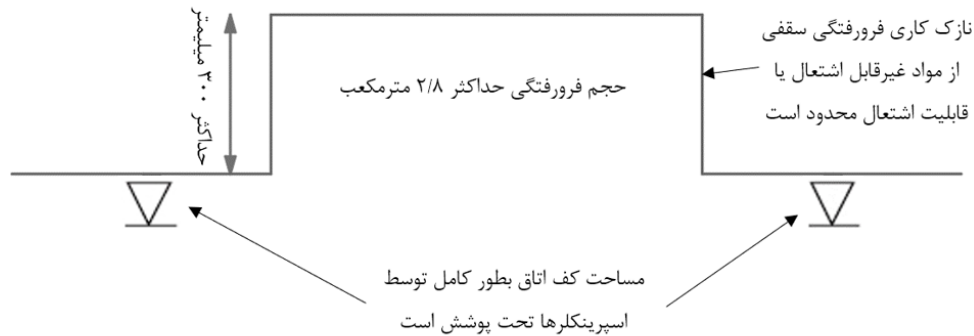 نازک کاری فرورفتگی سقفی
از مواد غیرقابل اشتعال یا
قابلیت اشتعال محدود است
حجم فرورفتگی حداکثر ۲/۸ مترمکعب
حداکثر ۳۰۰ میلیمتر
مساحت کف اتاق بطور کامل توسط
اسپرینکلرها تحت پوشش است